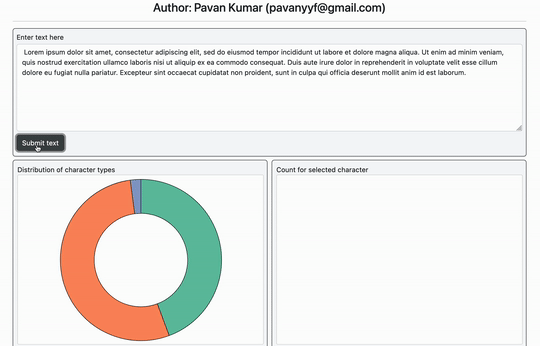 Author: Pavan Kumar (pavanyyf@gmail.com)
Enter text here
Lorem ipsum dolor sit amet, consectetur adipiscing elit, sed do eiusmod tempor incididunt ut labore et dolore magna aliqua. Ut enim ad minim veniam,
quis nostrud exercitation ullamco laboris nisi ut aliquip ex ea commodo consequat. Duis aute irure dolor in reprehenderit in voluptate velit esse cillum
dolore eu fugiat nulla pariatur. Excepteur sint occaecat cupidatat non proident, sunt in culpa qui officia deserunt mollit anim id est laborum.
Submit text
Distribution of character types
Count for selected character